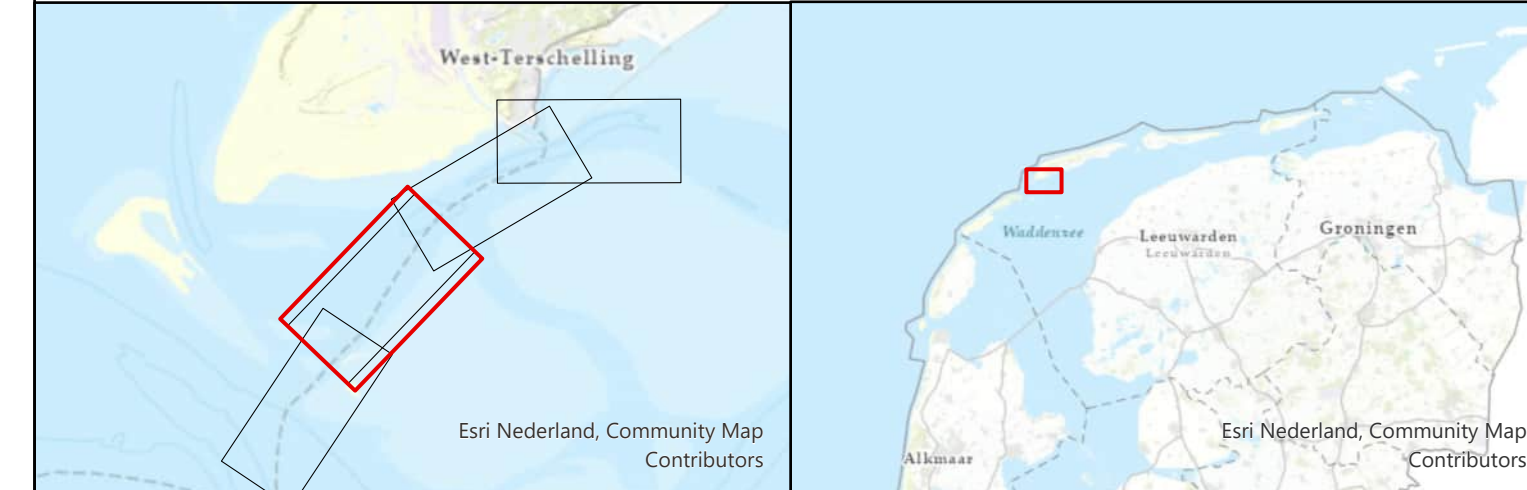 West-Terschelling
Esri Nederland, Community Map
Contributors
Waddenzee
Leeuwarden
Leeuwarden
Groningen
Alkmaar
Esri Nederland, Community Map
Contributors